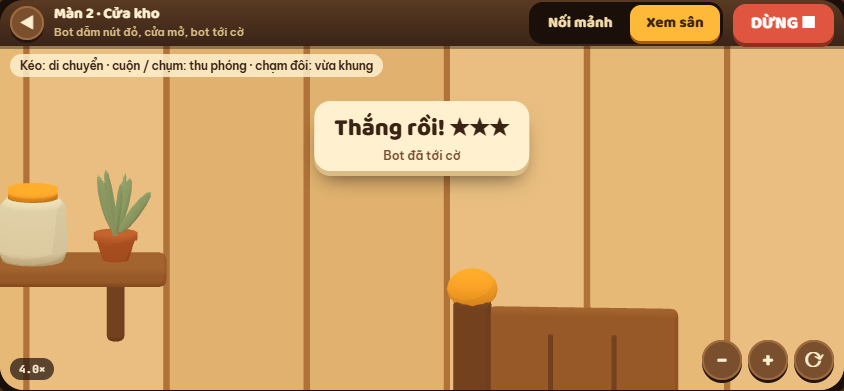 Màn 2 • Cửa kho
Bot dẫm nút đỏ, cửa mở, bot tới cờ
Nối mảnh
Xem sân
DỪNG
Kéo: di chuyển · cuộn / chụm: thu phóng · chạm đôi: vừa khung
Thắng rồi! ★★★
Bot đã tới cờ
4.0×